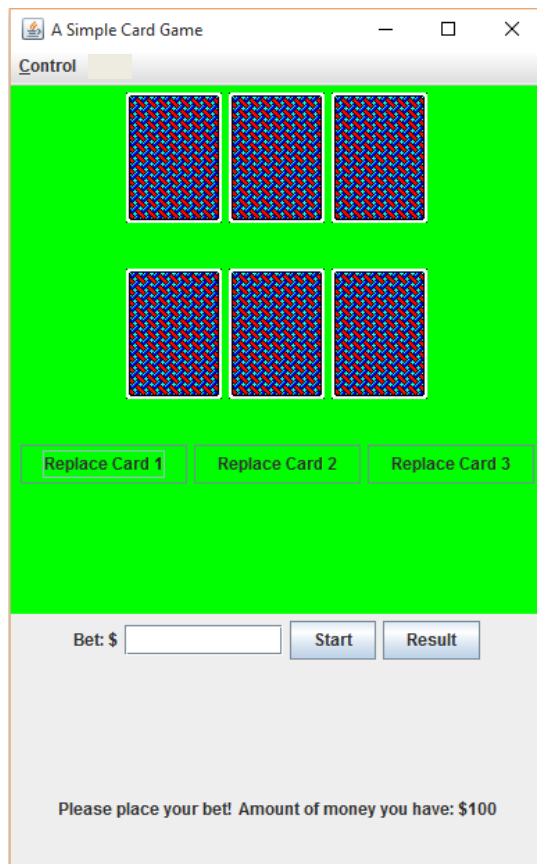 A Simple Card Game
Control
Replace Card 1 Replace Card 2 Replace Card 3
Bet: $ Start Result
Please place your bet! Amount of money you have: $100